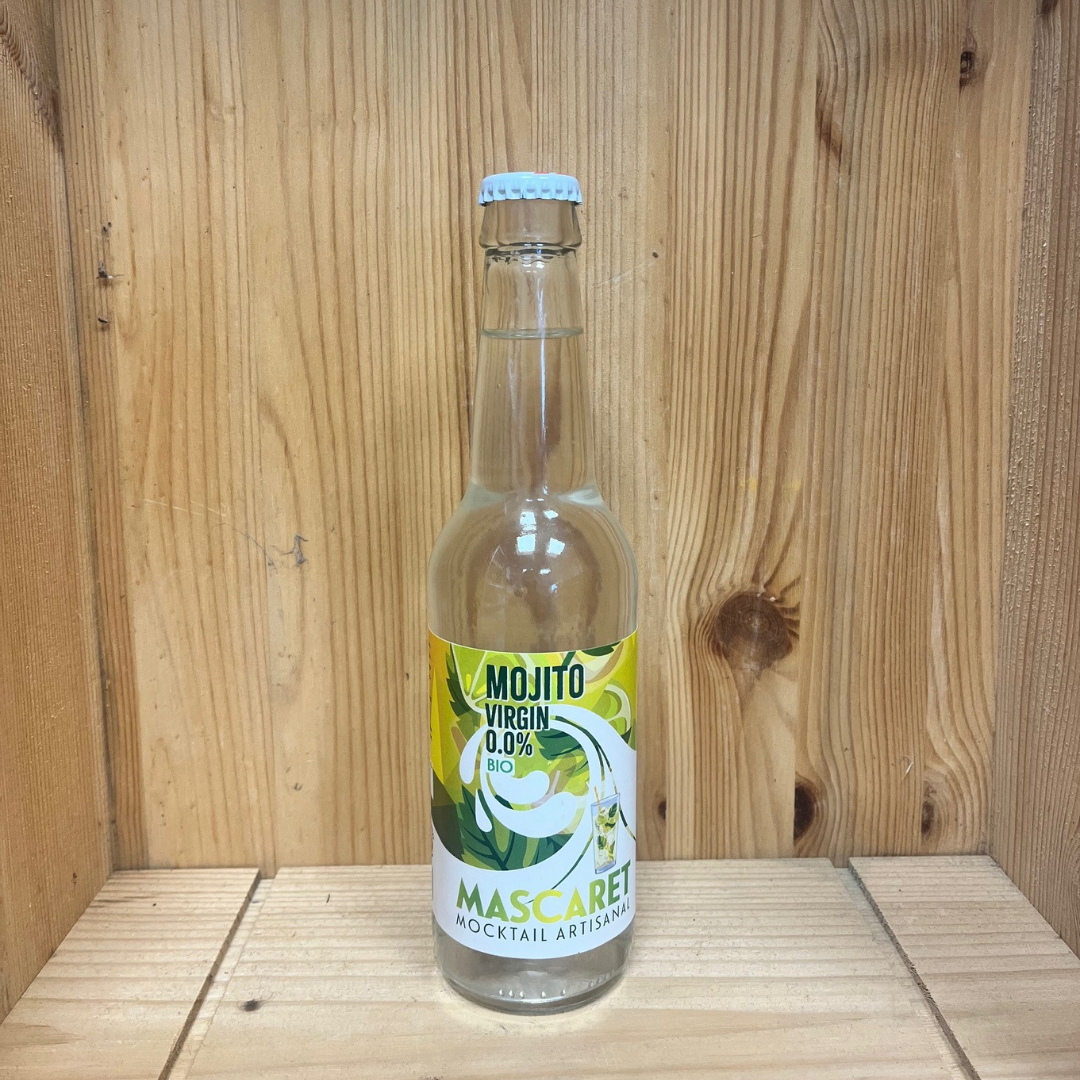 MOJITO
VIRGIN
0.0%
BIO
MASCARET
MOCKTAIL ARTISANAL